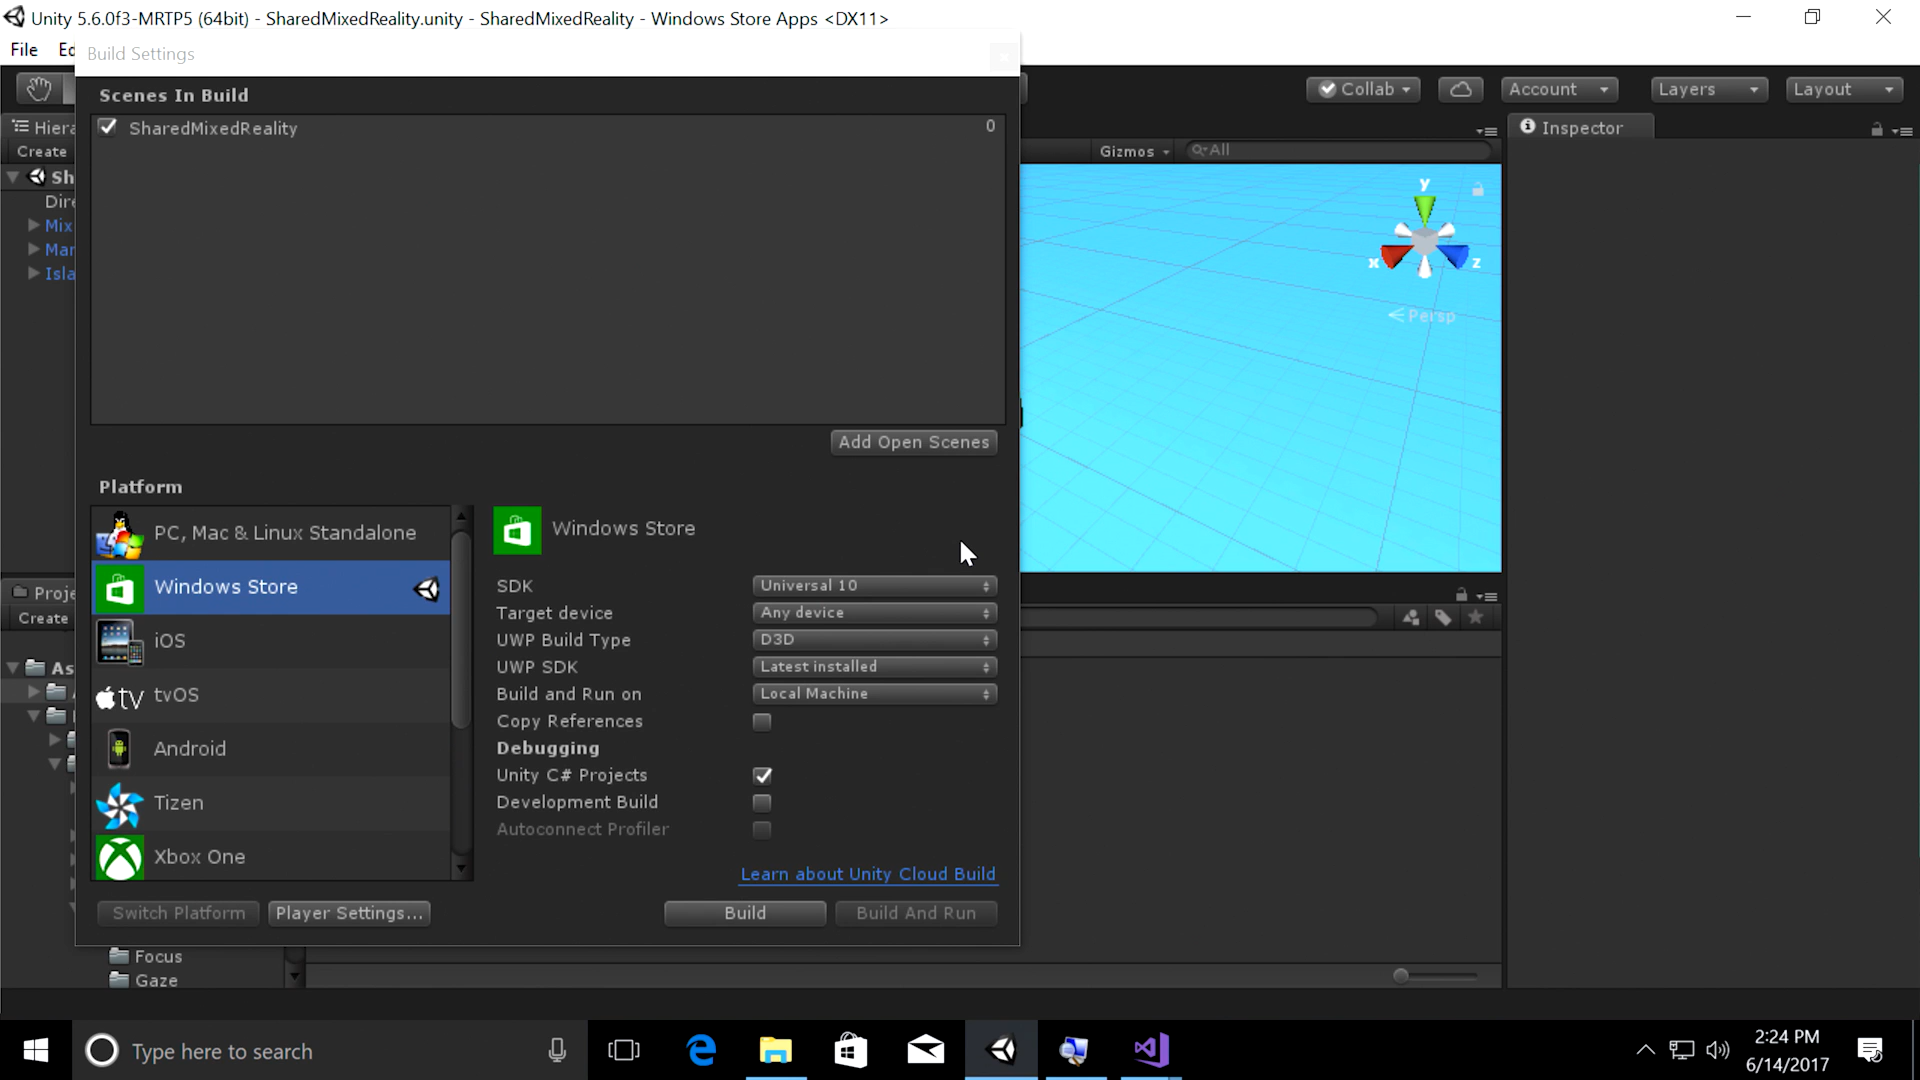 Unity 5.6.0f3-MRTP5 (64bit) - SharedMixedReality.unity - SharedMixedReality - Windows Store Apps <DX11>
File Ed
Build Settings
Scenes In Build
SharedMixedReality 0
Add Open Scenes
Platform
PC, Mac & Linux Standalone
Windows Store
iOS
tv tvOS
Android
Tizen
Xbox One
Windows Store
SDK Universal 10
Target device Any device
UWP Build Type D3D
UWP SDK Latest installed
Build and Run on Local Machine
Copy References
Debugging
Unity C# Projects
Development Build
Autoconnect Profiler
Learn about Unity Cloud Build
Switch Platform Player Settings... Build Build And Run
Collab Account Layers Layout
Hiera
Create
Sh
Dire
Mix
Mar
Isla
Gizmos All
y
x z
Persp
Inspector
Proje
Create
As
Focus
Gaze
Type here to search
2:24 PM
6/14/2017